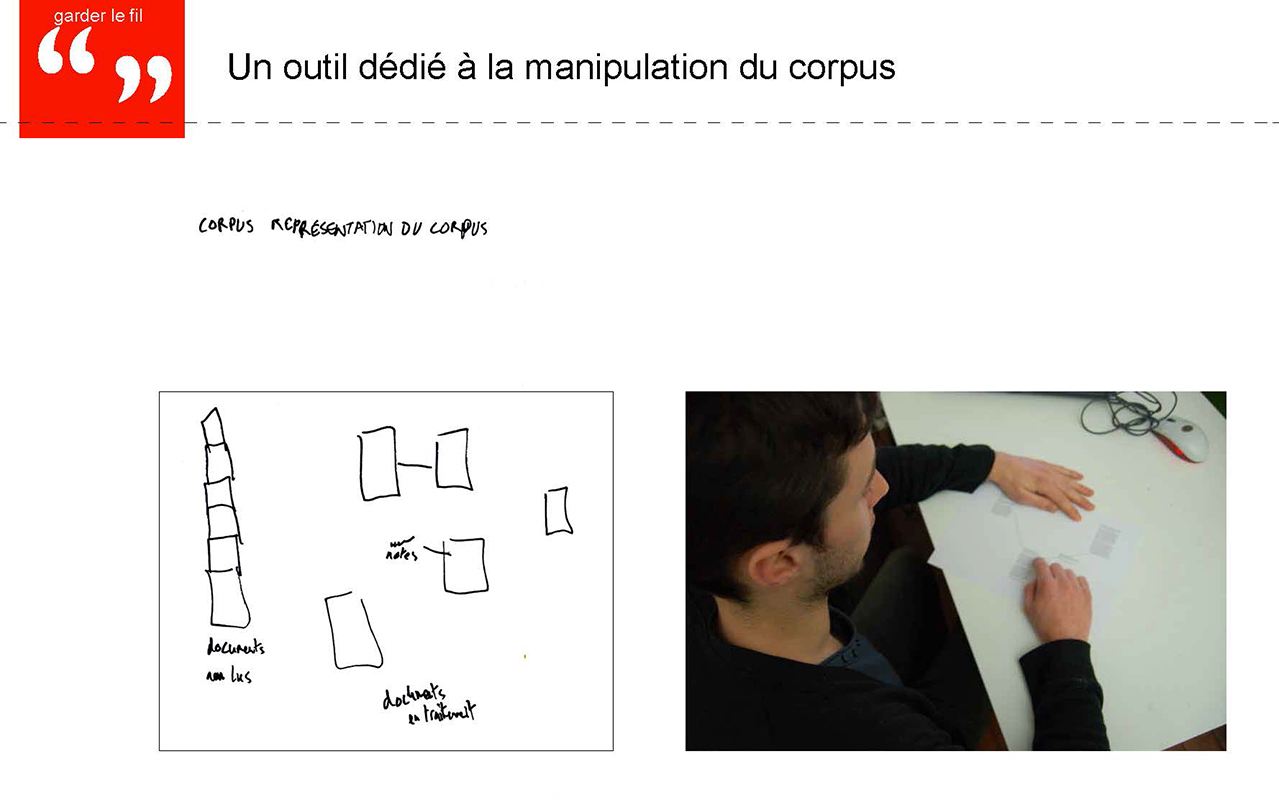 garder le fil
Un outil dédié à la manipulation du corpus
CORPUS REPRÉSENTATION DU CORPUS
notes
documents
non lus
documents
en traitement